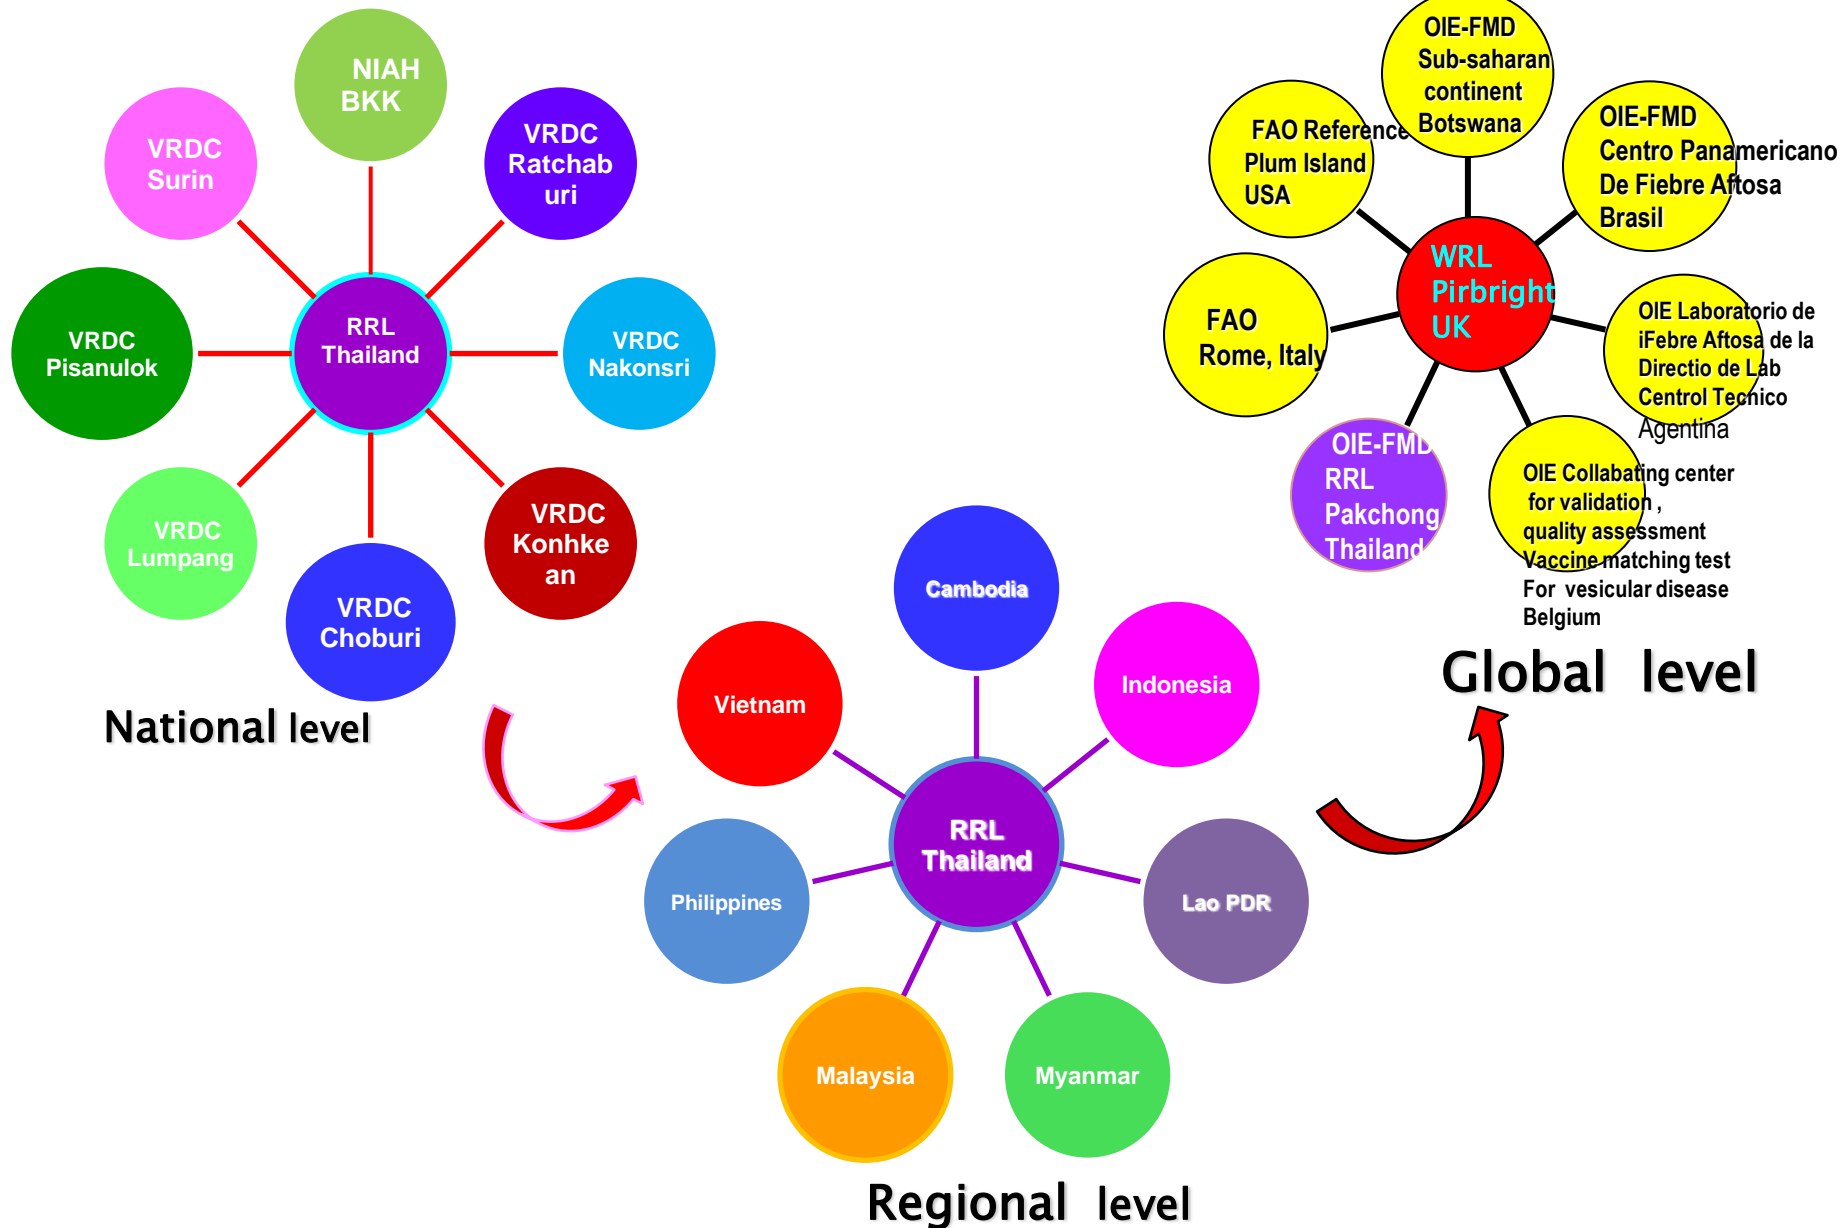 NIAH
BKK
VRDC
Surin
VRDC
Ratchab
uri
VRDC
Pisanulok
RRL
Thailand
VRDC
Nakonsri
VRDC
Lumpang
VRDC
Choburi
VRDC
Konhke
an
National level
Cambodia
Vietnam
Indonesia
RRL
Thailand
Philippines
Lao PDR
Malaysia
Myanmar
Regional level
OIE-FMD
Sub-saharan
continent
Botswana
FAO Reference
Plum Island
USA
OIE-FMD
Centro Panamericano
De Fiebre Aftosa
Brasil
WRL
Pirbright
UK
FAO
Rome, Italy
OIE Laboratorio de
iFebre Aftosa de la
Directio de Lab
Centrol Tecnico
Agentina
OIE-FMD
RRL
Pakchong
Thailand
OIE Collabating center
for validation ,
quality assessment
Vaccine matching test
For vesicular disease
Belgium
Global level